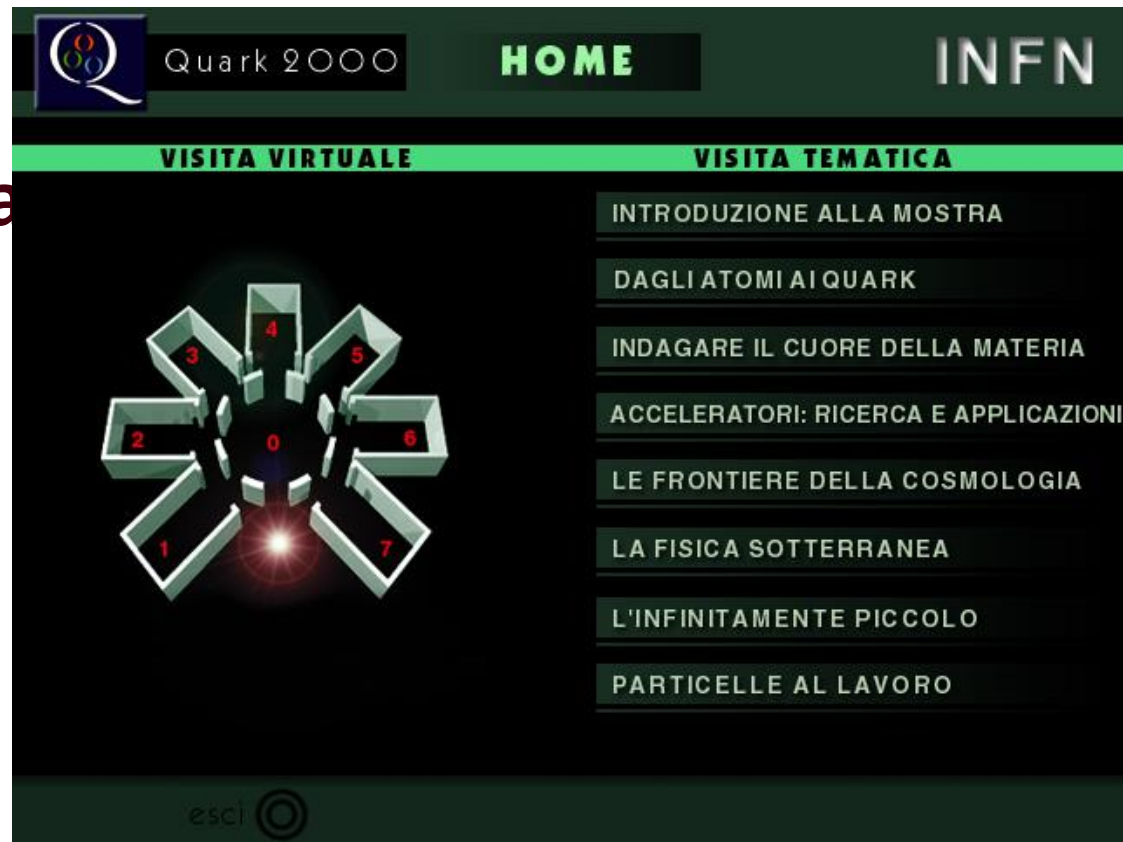 Quark 2000
HOME
INFN
VISITA VIRTUALE
VISITA TEMATICA
a
4
3
5
2
0
6
1
7
INTRODUZIONE ALLA MOSTRA
DAGLI ATOMI AI QUARK
INDAGARE IL CUORE DELLA MATERIA
ACCELERATORI: RICERCA E APPLICAZIONI
LE FRONTIERE DELLA COSMOLOGIA
LA FISICA SOTTERRANEA
L'INFINITAMENTE PICCOLO
PARTICELLE AL LAVORO
esci